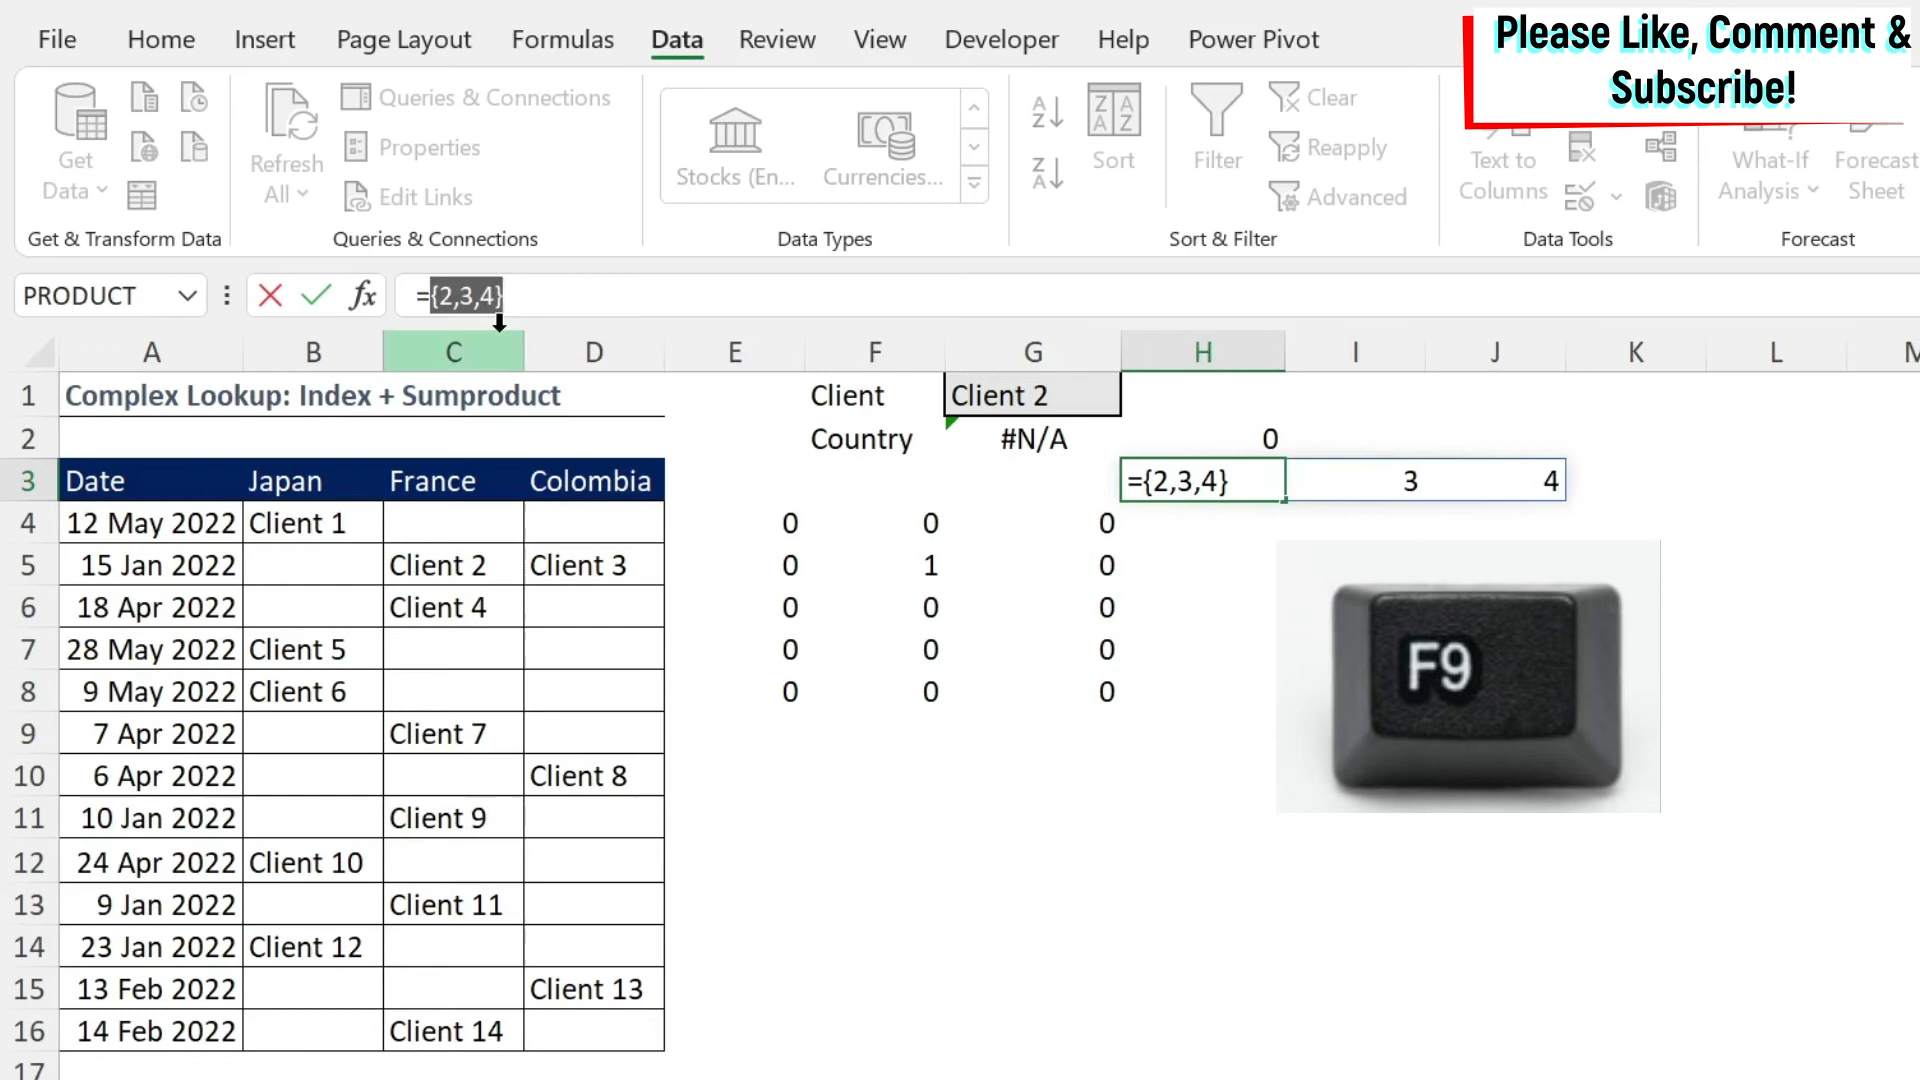 File Home Insert Page Layout Formulas Data Review View Developer Help Power Pivot
Please Like, Comment &
Subscribe!
Get
Data
Refresh
All
Queries & Connections
Properties
Edit Links
Stocks (En...
Currencies...
Sort
Filter
Clear
Reapply
Advanced
Text to
Columns
What-If
Analysis
Forecast
Sheet
Get & Transform Data
Queries & Connections
Data Types
Sort & Filter
Data Tools
Forecast
PRODUCT fx ={2,3,4}
A B C D E F G H I J K L M
1 Complex Lookup: Index + Sumproduct Client Client 2
2 Country #N/A 0
3 Date Japan France Colombia ={2,3,4} 3 4
4 12 May 2022 Client 1 0 0 0
5 15 Jan 2022 Client 2 Client 3 0 1 0
6 18 Apr 2022 Client 4 0 0 0
7 28 May 2022 Client 5 0 0 0
8 9 May 2022 Client 6 0 0 0
9 7 Apr 2022 Client 7
10 6 Apr 2022 Client 8
11 10 Jan 2022 Client 9
12 24 Apr 2022 Client 10
13 9 Jan 2022 Client 11
14 23 Jan 2022 Client 12
15 13 Feb 2022 Client 13
16 14 Feb 2022 Client 14
17
F9